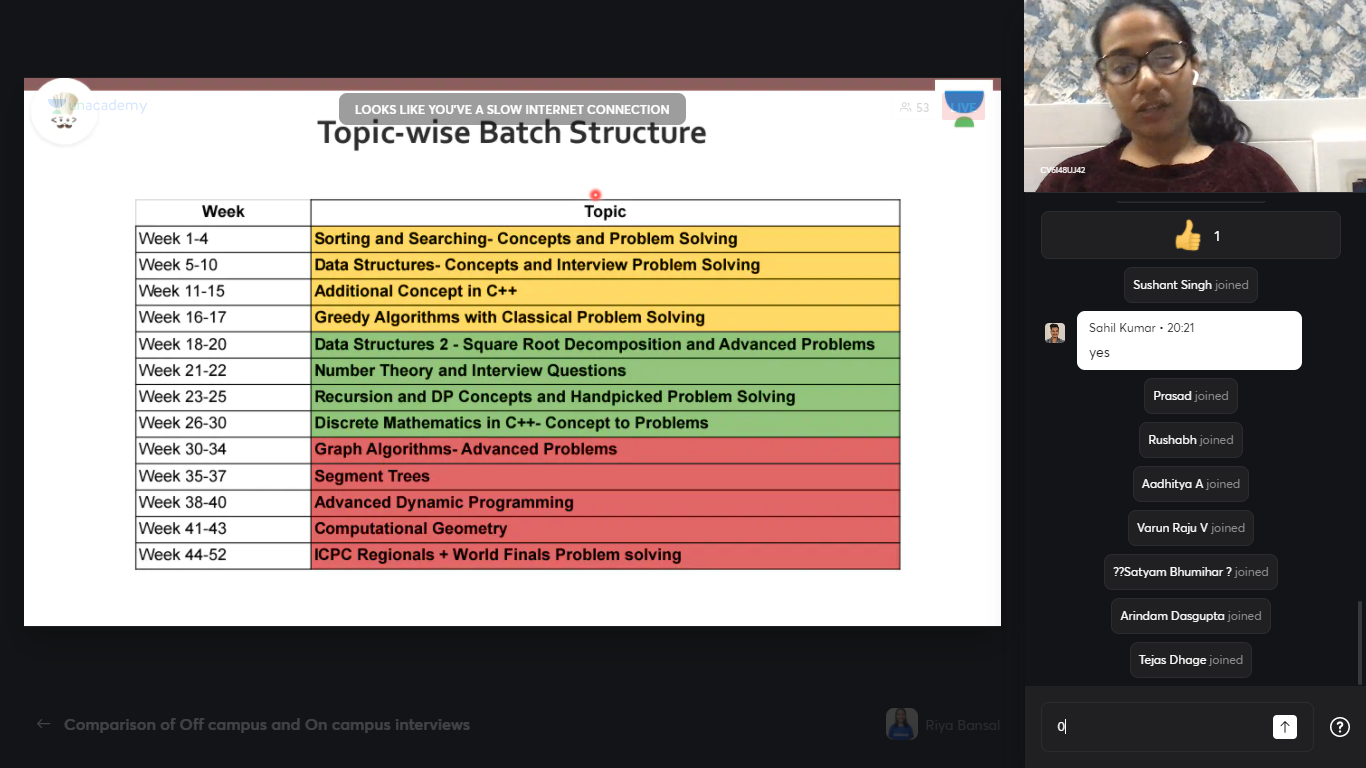 unacademy
LOOKS LIKE YOU'VE A SLOW INTERNET CONNECTION
53
LIVE
Topic-wise Batch Structure
Week Topic
Week 1-4 Sorting and Searching- Concepts and Problem Solving
Week 5-10 Data Structures- Concepts and Interview Problem Solving
Week 11-15 Additional Concept in C++
Week 16-17 Greedy Algorithms with Classical Problem Solving
Week 18-20 Data Structures 2 - Square Root Decomposition and Advanced Problems
Week 21-22 Number Theory and Interview Questions
Week 23-25 Recursion and DP Concepts and Handpicked Problem Solving
Week 26-30 Discrete Mathematics in C++- Concept to Problems
Week 30-34 Graph Algorithms- Advanced Problems
Week 35-37 Segment Trees
Week 38-40 Advanced Dynamic Programming
Week 41-43 Computational Geometry
Week 44-52 ICPC Regionals + World Finals Problem solving
Comparison of Off campus and On campus interviews
Riya Bansal
CV6I48UJ42
1
Sushant Singh joined
Sahil Kumar • 20:21
yes
Prasad joined
Rushabh joined
Aadhitya A joined
Varun Raju V joined
??Satyam Bhumihar ? joined
Arindam Dasgupta joined
Tejas Dhage joined
0